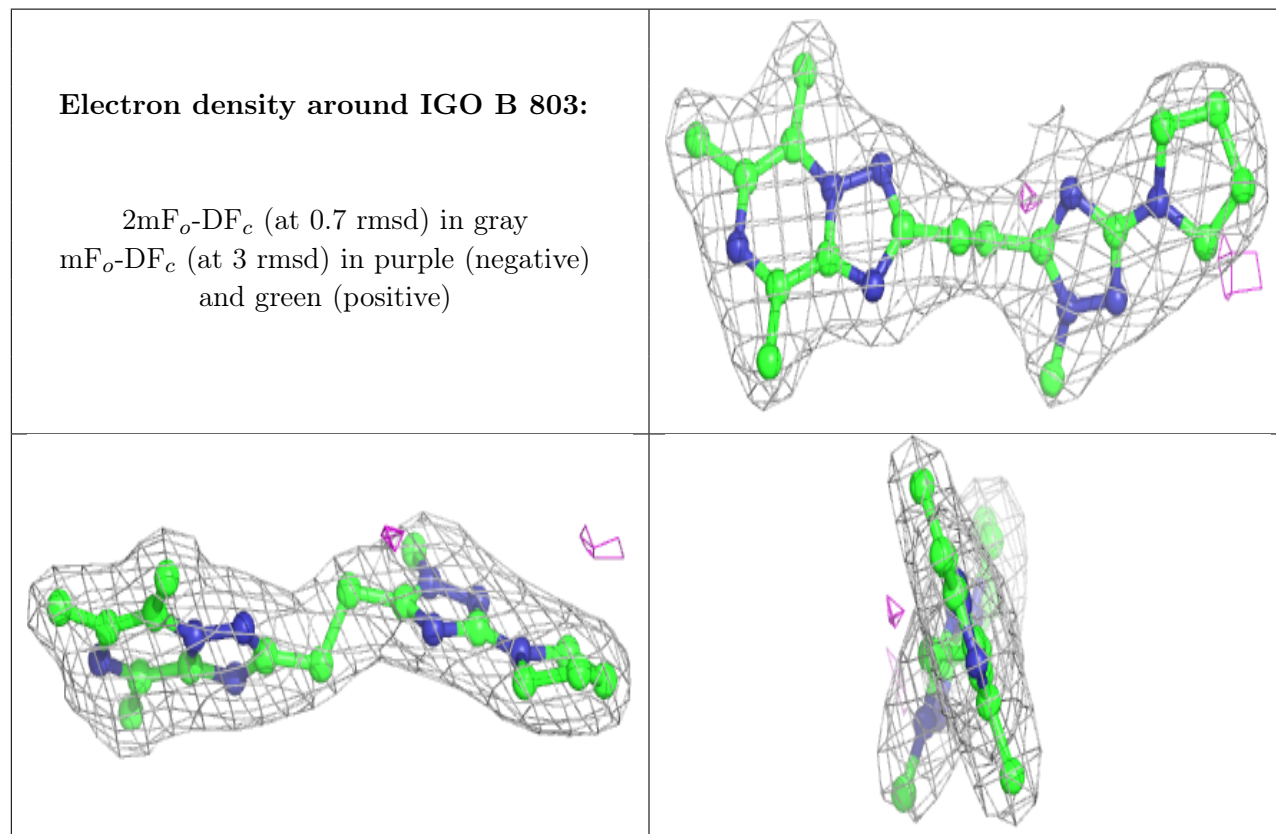 Electron density around IGO B 803:
2mFo-DFc (at 0.7 rmsd) in gray
mFo-DFc (at 3 rmsd) in purple (negative)
and green (positive)